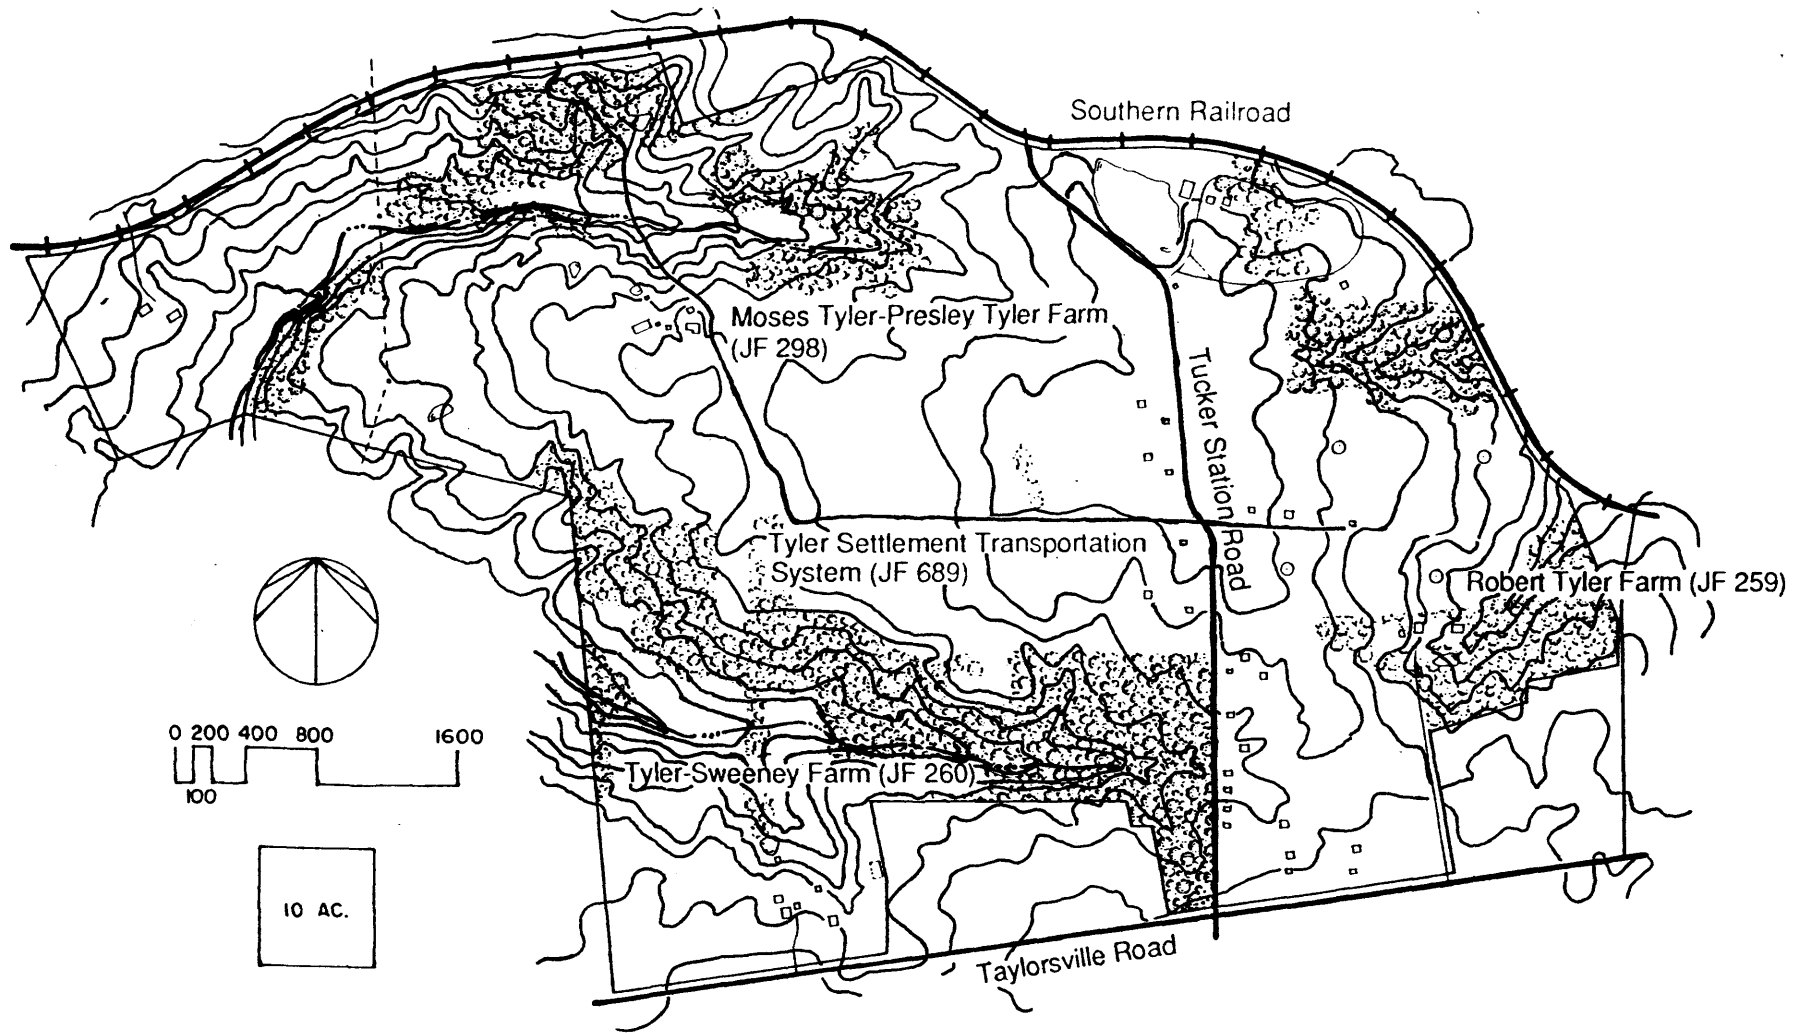 Southern Railroad
Moses Tyler-Presley Tyler Farm
(JF 298)
Tucker Station Road
Tyler Settlement Transportation
System (JF 689)
Robert Tyler Farm (JF 259)
0 200 400 800 1600
100
Tyler-Sweeney Farm (JF 260)
10 AC.
Taylorsville Road